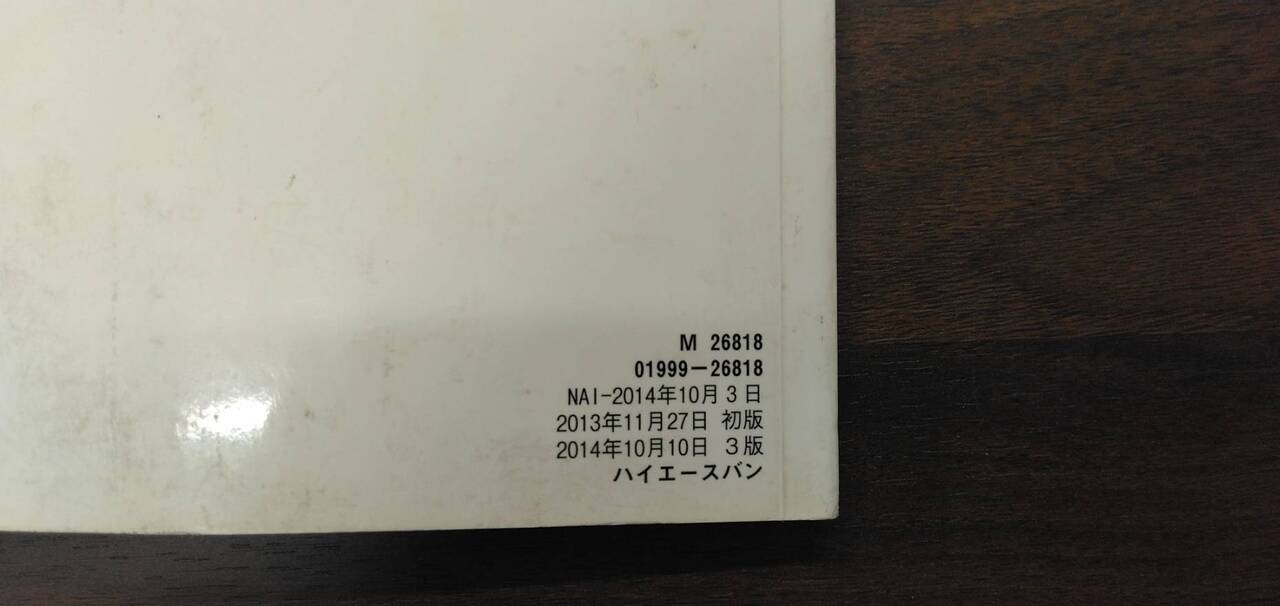 M 26818
01999-26818
NAI-2014年10月3日
2013年11月27日 初版
2014年10月10日 3版
ハイエースバン